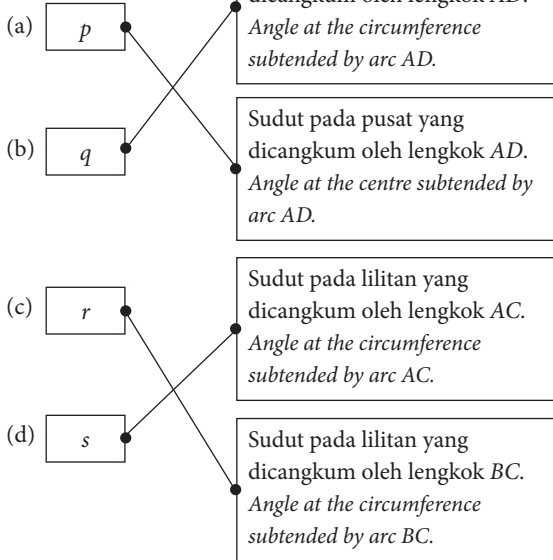 dicangkum oleh lengkok AD.
(a) p
Angle at the circumference
subtended by arc AD.
Sudut pada pusat yang
(b) q
dicangkum oleh lengkok AD.
Angle at the centre subtended by
arc AD.
Sudut pada lilitan yang
(c) r
dicangkum oleh lengkok AC.
Angle at the circumference
subtended by arc AC.
(d) s
Sudut pada lilitan yang
dicangkum oleh lengkok BC.
Angle at the circumference
subtended by arc BC.